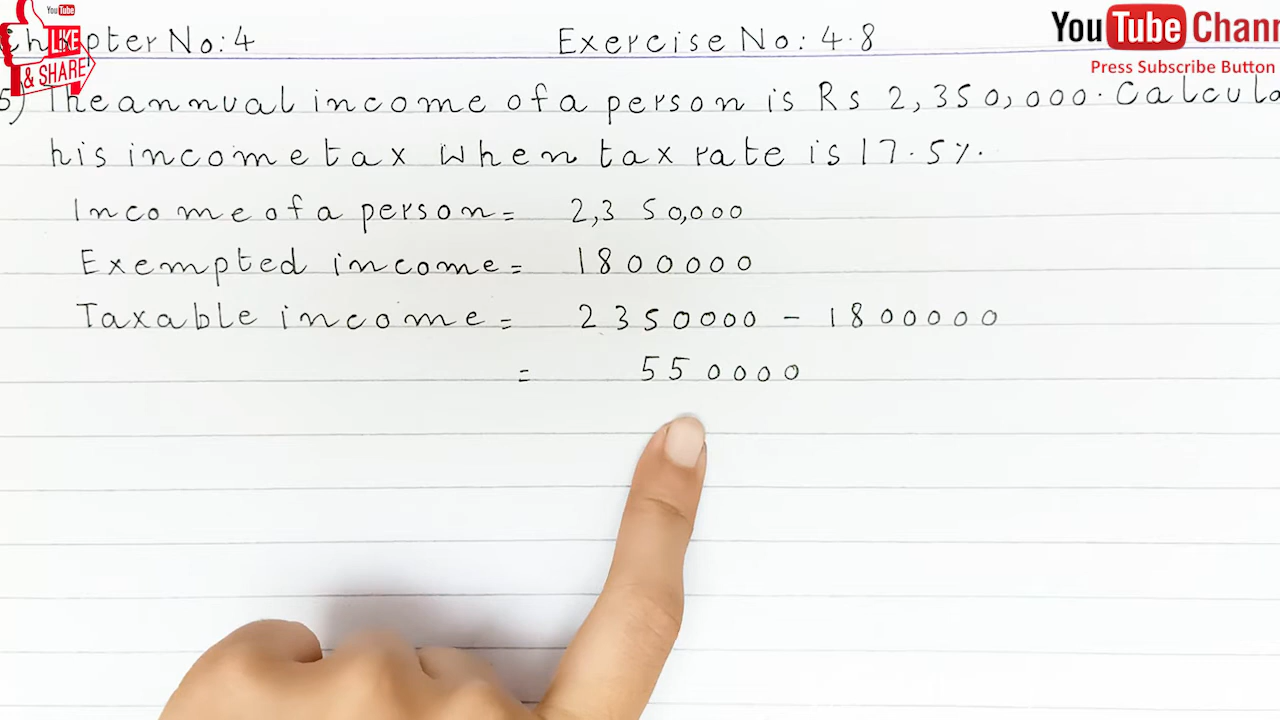 YouTube
LIKE
& SHARE
Chapter No: 4 Exercise No: 4.8
YouTube Chann
Press Subscribe Button
5) The annual income of a person is Rs 2,350,000. Calcula
his income tax when tax rate is 17.5%.
Income of a person = 2,350,000
Exempted income = 1800000
Taxable income = 2350000 - 1800000
= 550000